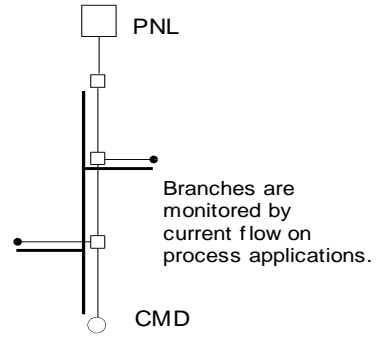 PNL
Branches are
monitored by
current flow on
process applications.
CMD